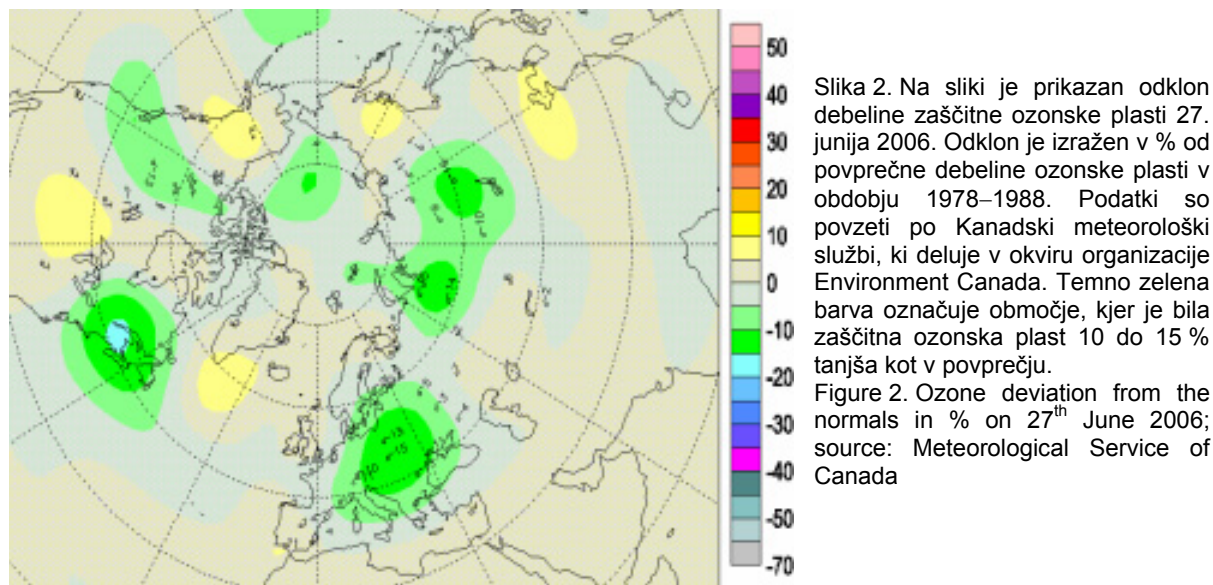 50
40
30
20
10
0
-10
-20
-30
-40
-50
-70
Slika 2. Na sliki je prikazan odklon
debeline zaščitne ozonske plasti 27.
junija 2006. Odklon je izražen v % od
povprečne debeline ozonske plasti v
obdobju 1978–1988. Podatki so
povzeti po Kanadski meteorološki
službi, ki deluje v okviru organizacije
Environment Canada. Temno zelena
barva označuje območje, kjer je bila
zaščitna ozonska plast 10 do 15 %
tanjša kot v povprečju.
Figure 2. Ozone deviation from the
normals in % on 27th June 2006;
source: Meteorological Service of
Canada